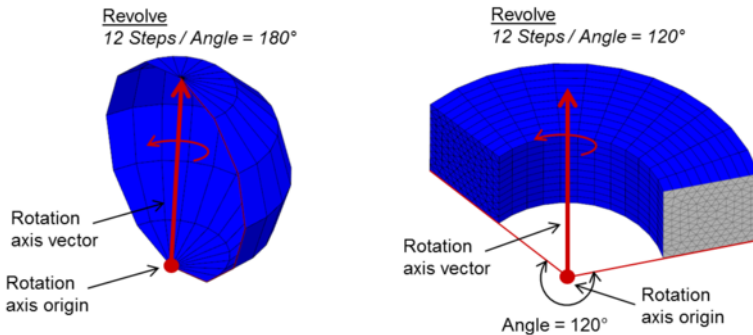 Revolve
12 Steps / Angle = 180°
Rotation
axis vector
Rotation
axis origin
Revolve
12 Steps / Angle = 120°
Rotation
axis vector
Rotation
axis origin
Angle = 120°